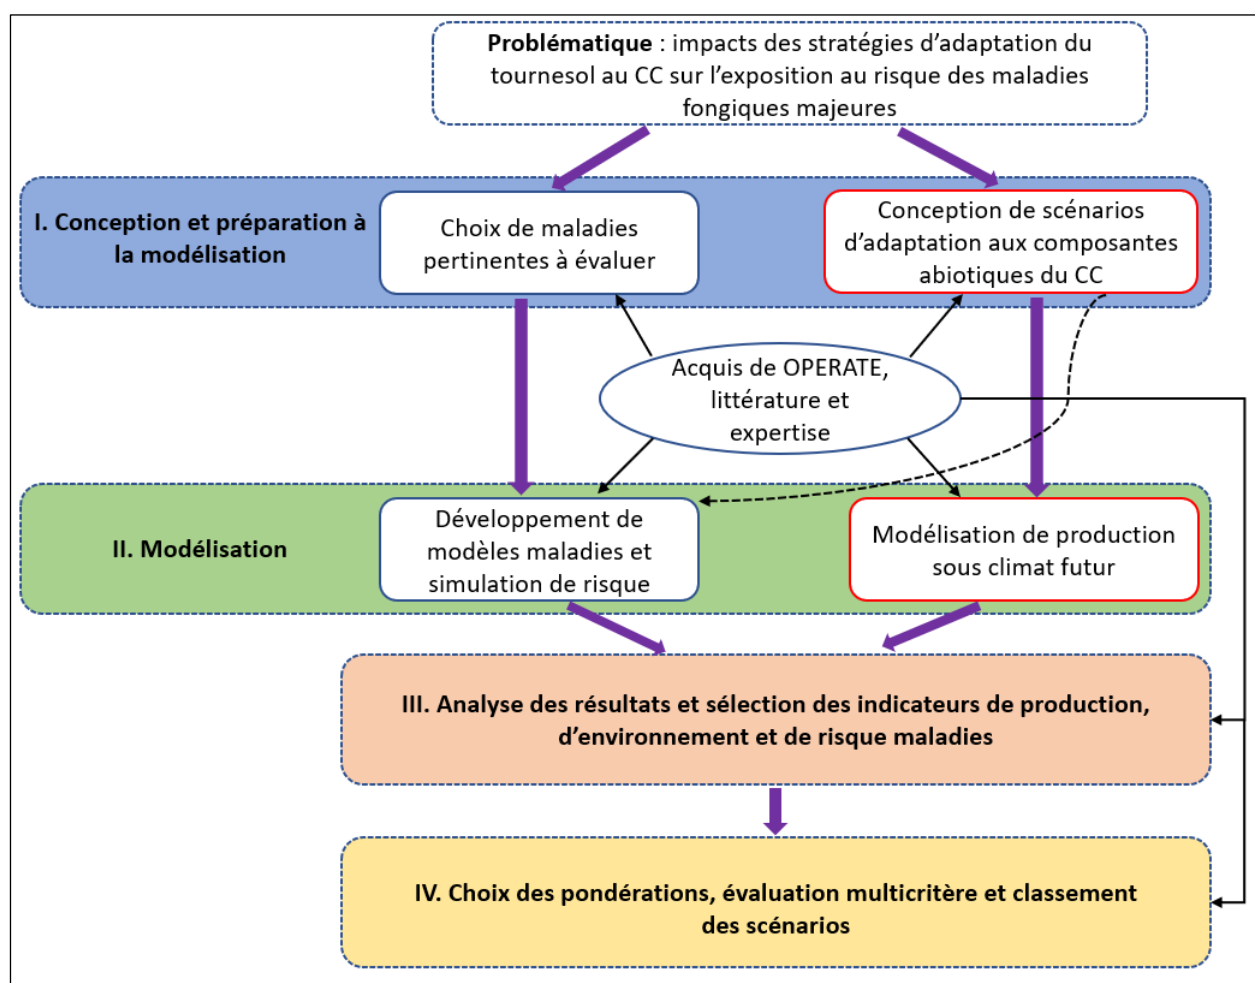 Problématique : impacts des stratégies d’adaptation du
tournesol au CC sur l’exposition au risque des maladies
fongiques majeures
I. Conception et préparation à
la modélisation
Choix de maladies
pertinentes à évaluer
Conception de scénarios
d’adaptation aux composantes
abiotiques du CC
Acquis de OPERATE,
littérature et
expertise
II. Modélisation
Développement de
modèles maladies et
simulation de risque
Modélisation de production
sous climat futur
III. Analyse des résultats et sélection des indicateurs de production,
d’environnement et de risque maladies
IV. Choix des pondérations, évaluation multicritère et classement
des scénarios